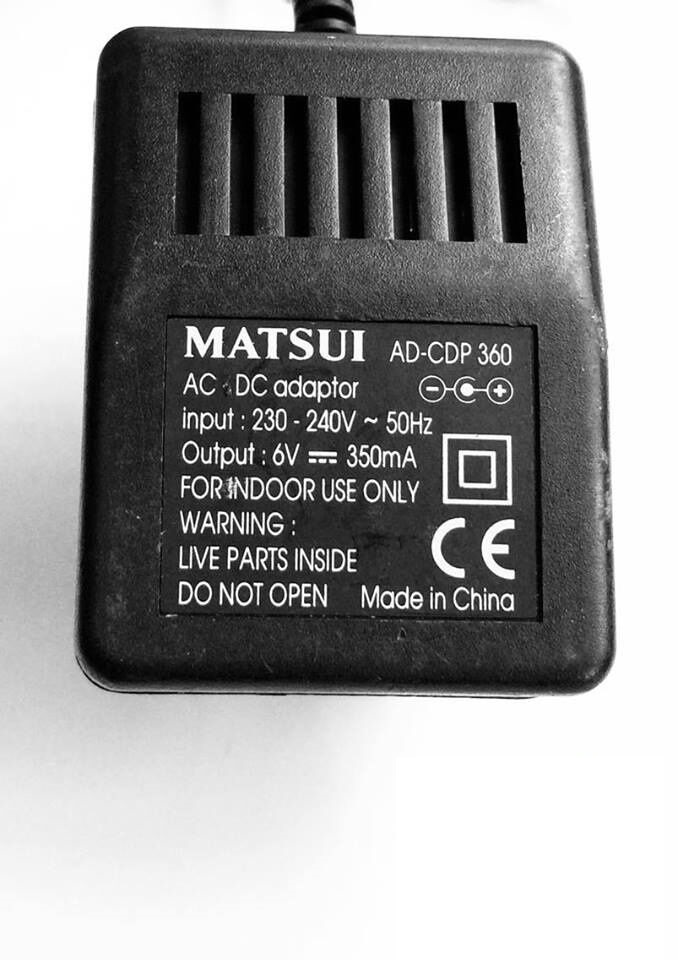 MATSUI AD-CDP 360
AC DC adaptor
input : 230 - 240V ~ 50Hz
Output : 6V ⎓ 350mA
FOR INDOOR USE ONLY
WARNING :
LIVE PARTS INSIDE
DO NOT OPEN Made in China
CE